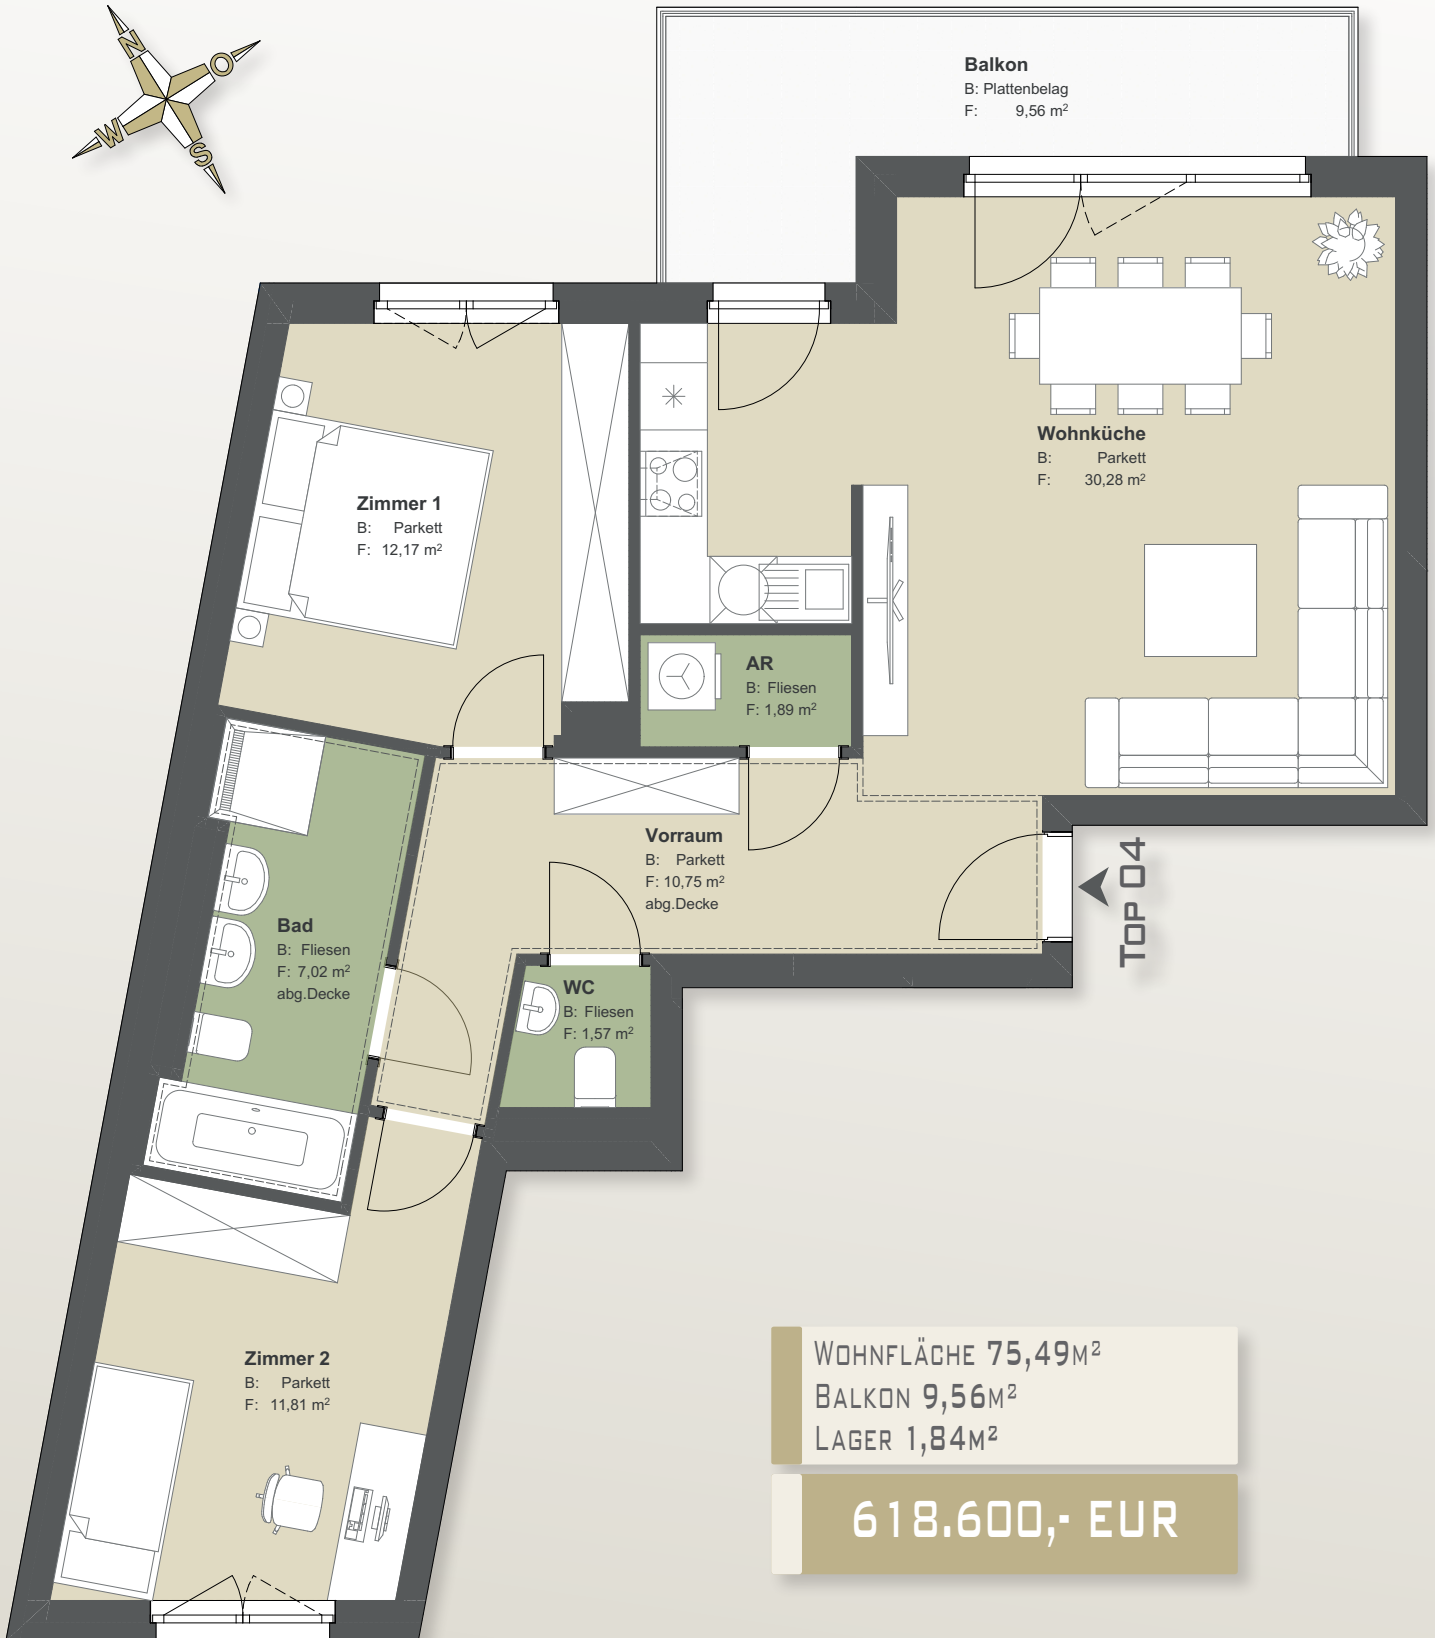 N
O
W
S
Balkon
B: Plattenbelag
F: 9,56 m²
Wohnküche
B: Parkett
F: 30,28 m²
Zimmer 1
B: Parkett
F: 12,17 m²
AR
B: Fliesen
F: 1,89 m²
Vorraum
B: Parkett
F: 10,75 m²
abg.Decke
TOP 04
Bad
B: Fliesen
F: 7,02 m²
abg.Decke
WC
B: Fliesen
F: 1,57 m²
Zimmer 2
B: Parkett
F: 11,81 m²
WOHNFLÄCHE 75,49M²
BALKON 9,56M²
LAGER 1,84M²
618.600,- EUR